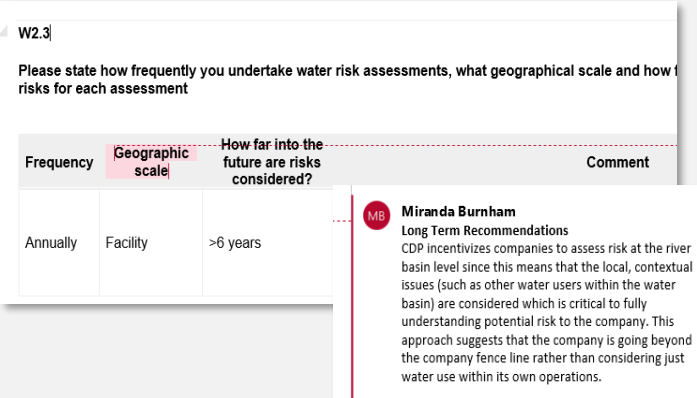 W2.3
Please state how frequently you undertake water risk assessments, what geographical scale and how
risks for each assessment
Frequency
Geographic
scale
How far into the
future are risks
considered?
Comment
Annually
Facility
>6 years
MB
Miranda Burnham
Long Term Recommendations
CDP incentivizes companies to assess risk at the river
basin level since this means that the local, contextual
issues (such as other water users within the water
basin) are considered which is critical to fully
understanding potential risk to the company. This
approach suggests that the company is going beyond
the company fence line rather than considering just
water use within its own operations.